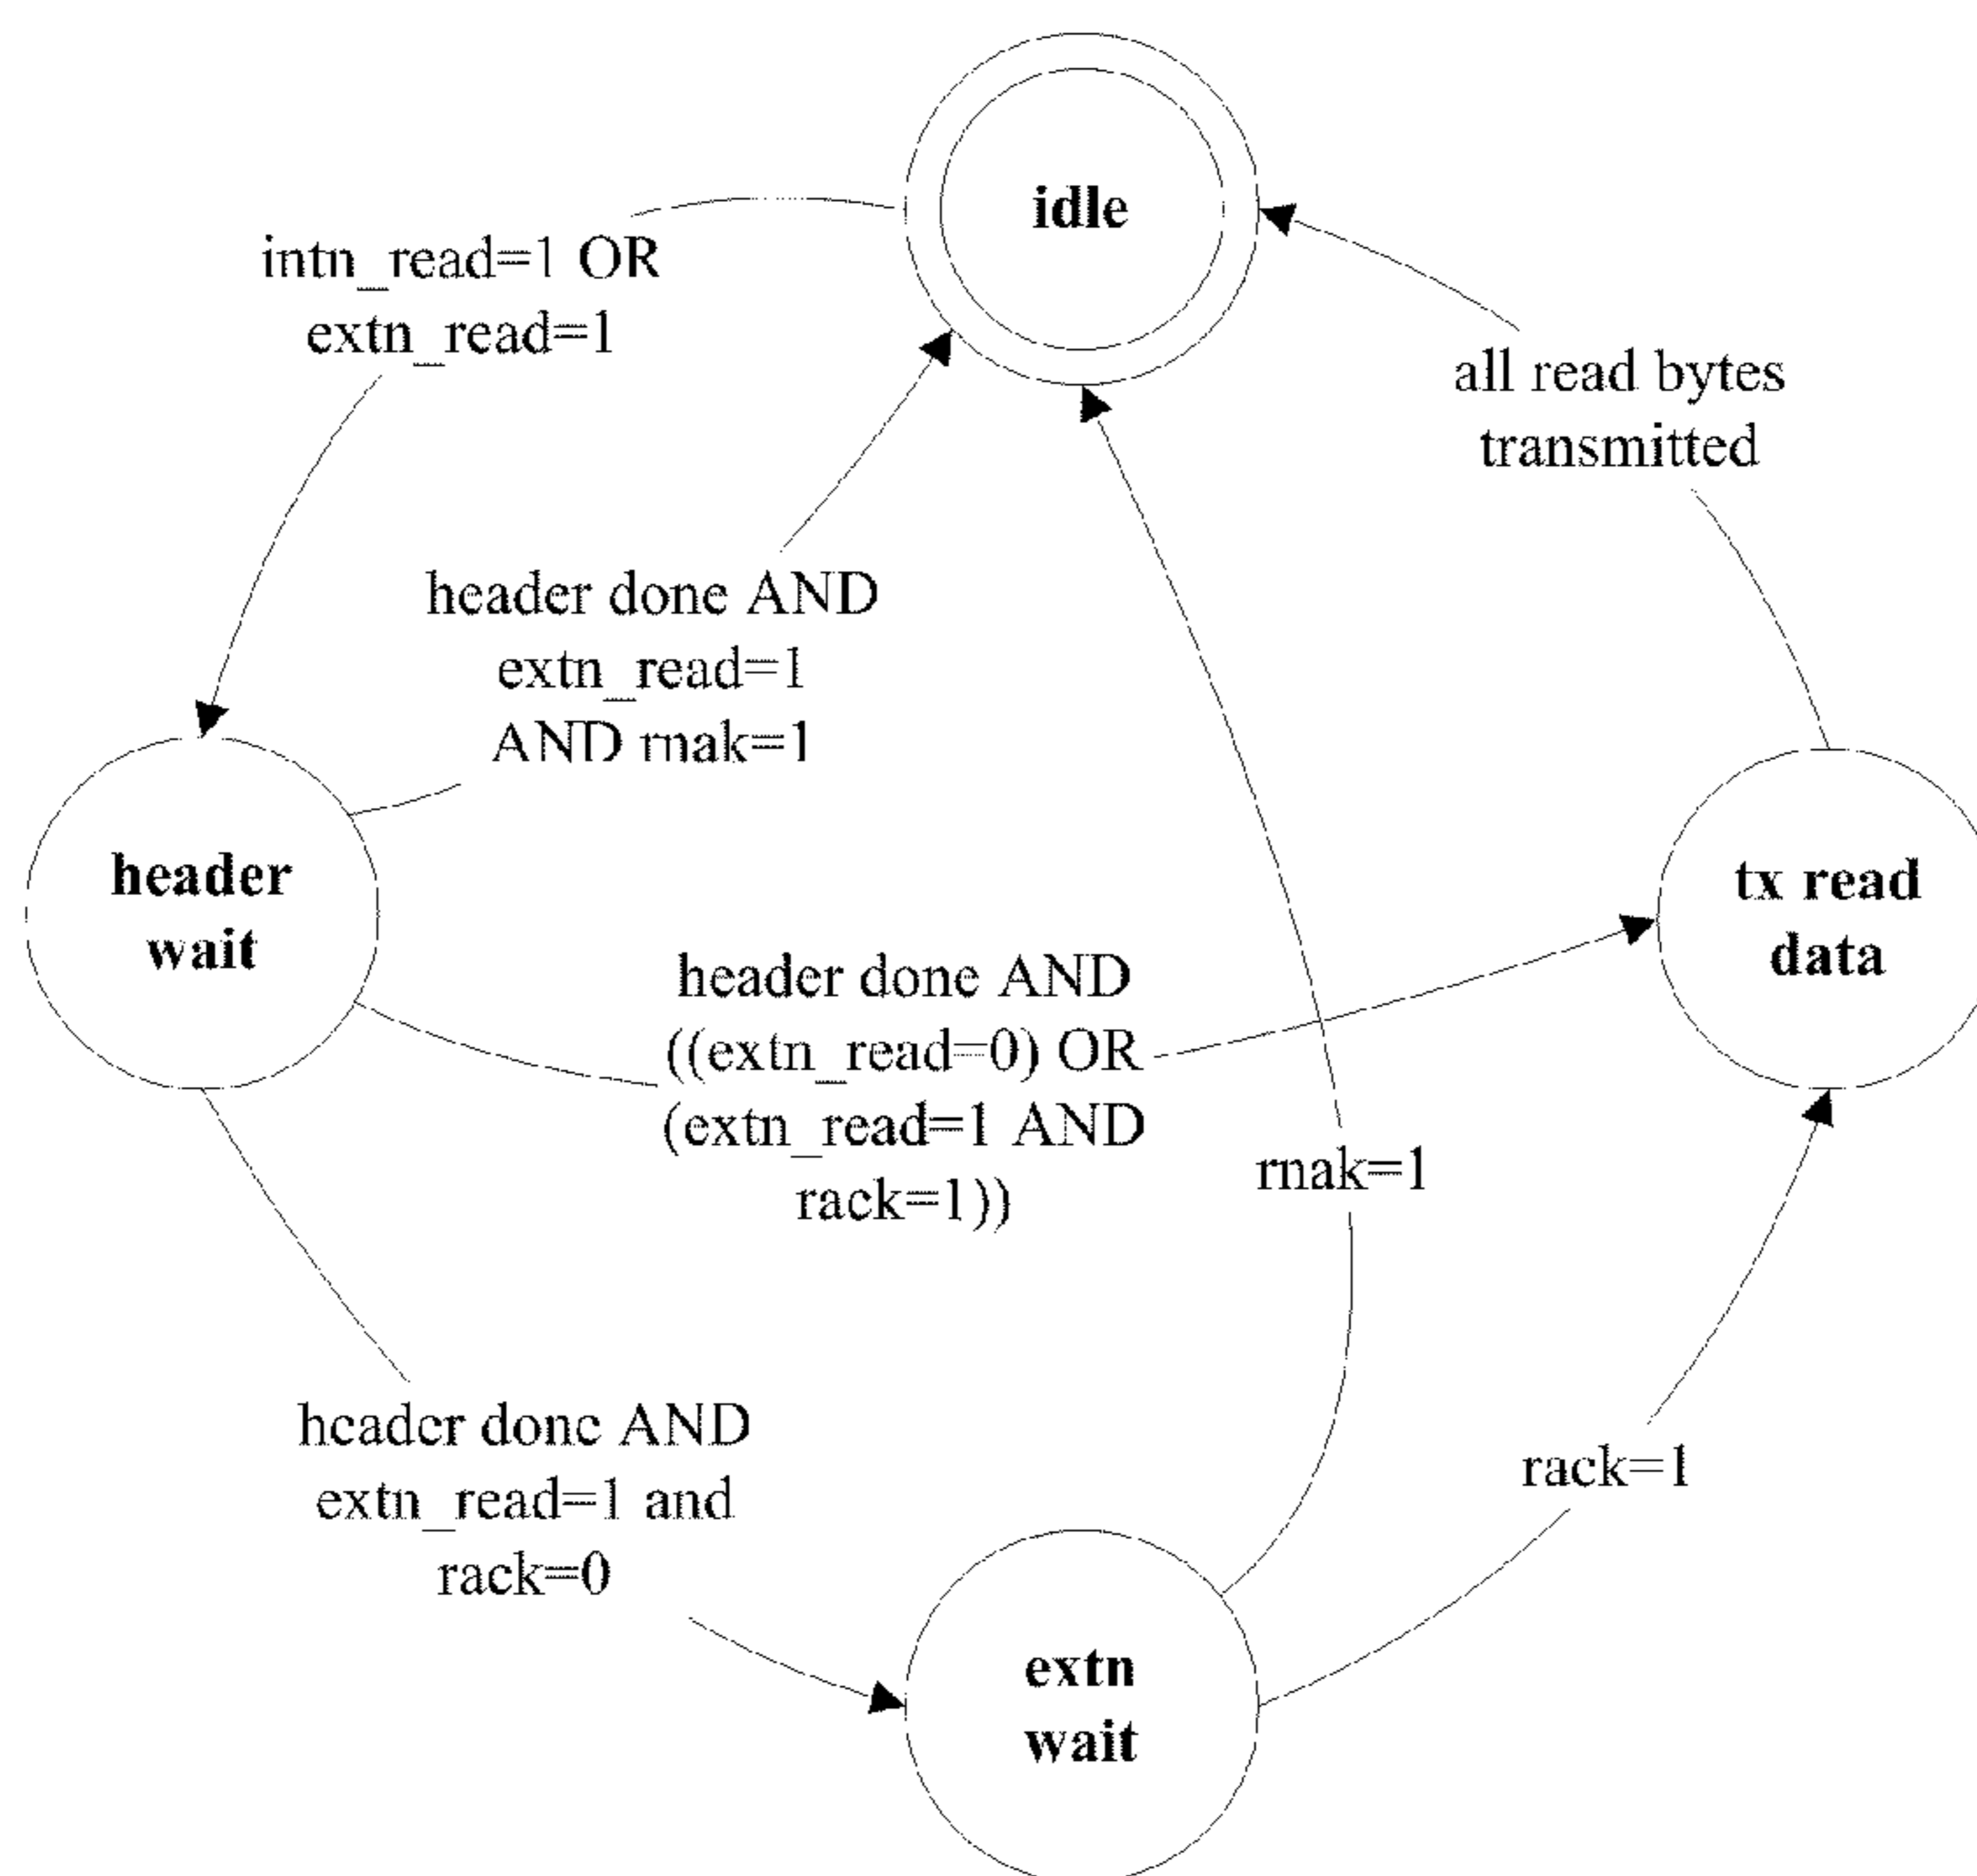 idle
intn_read=1 OR
extn_read=1
all read bytes
transmitted
header done AND
extn_read=1
AND rnak=1
header
wait
tx read
data
header done AND
((extn_read=0) OR
(extn_read=1 AND
rack=1))
rnak=1
header done AND
extn_read=1 and
rack=0
rack=1
extn
wait